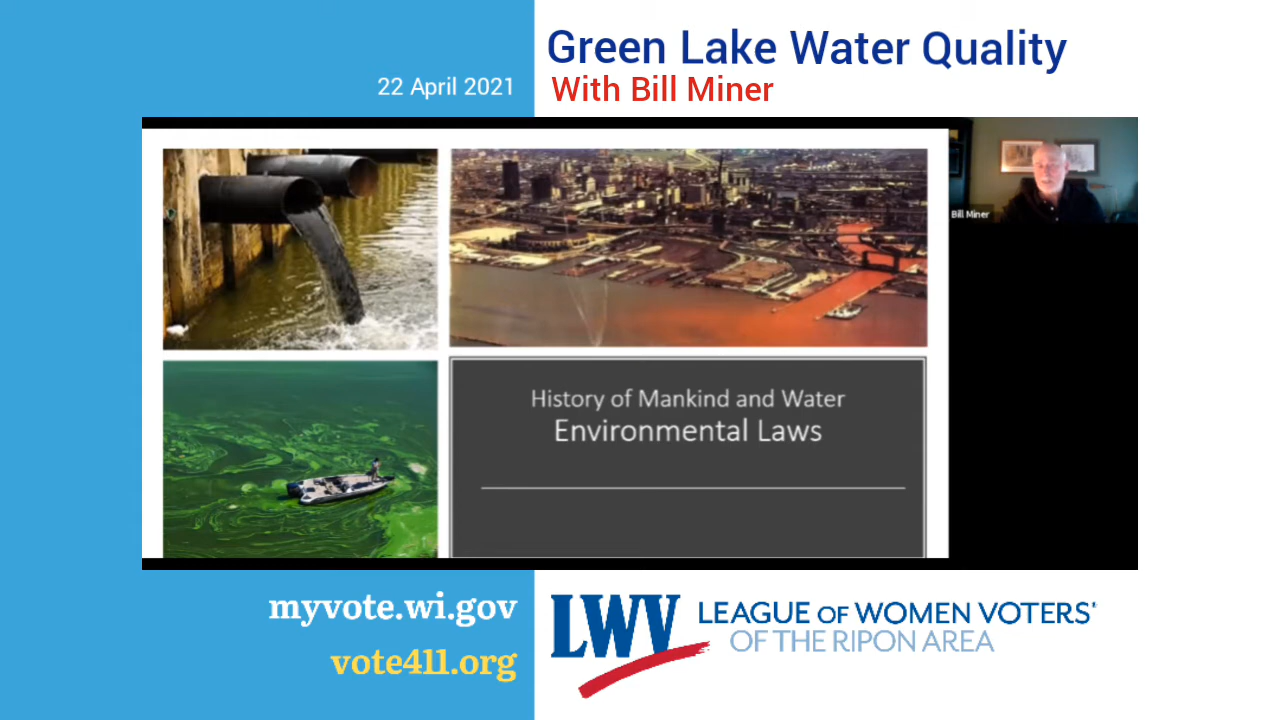 22 April 2021
Green Lake Water Quality
With Bill Miner
Bill Miner
History of Mankind and Water
Environmental Laws
myvote.wi.gov
vote411.org
LWV
LEAGUE OF WOMEN VOTERS'
OF THE RIPON AREA